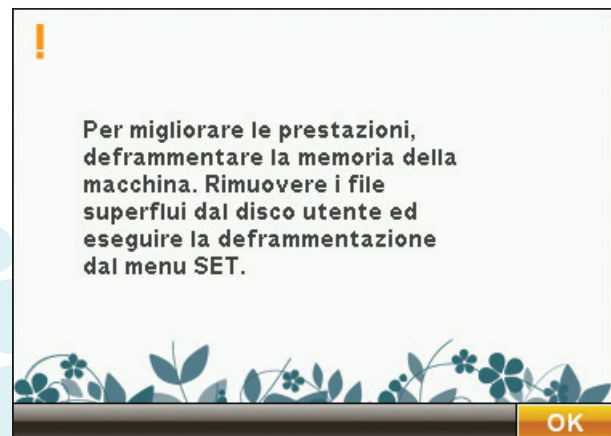 !
Per migliorare le prestazioni,
deframmentare la memoria della
macchina. Rimuovere i file
superflui dal disco utente ed
eseguire la deframmentazione
dal menu SET.
OK